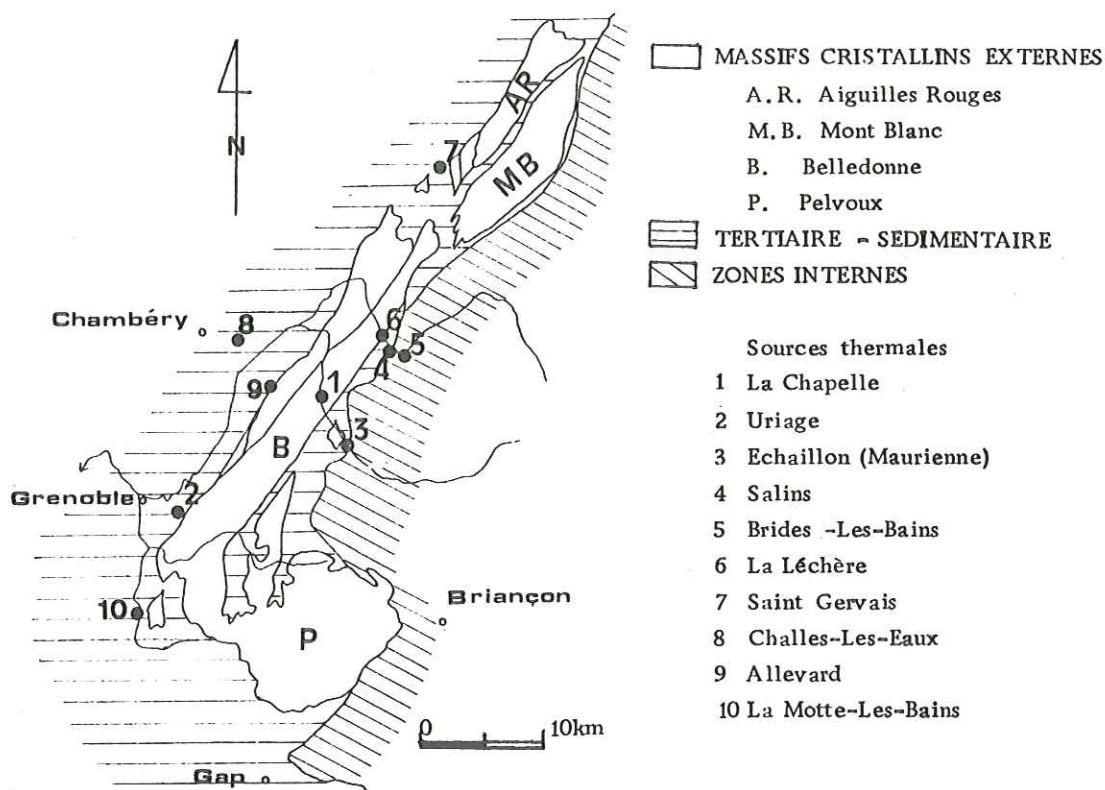 N
AR
MB
7
Chambéry
8
6
5
4
9
1
3
B
Grenoble
2
10
Briançon
P
0 10km
Gap
MASSIFS CRISTALLINS EXTERNES
A.R. Aiguilles Rouges
M.B. Mont Blanc
B. Belledonne
P. Pelvoux
TERTIAIRE - SEDIMENTAIRE
ZONES INTERNES
Sources thermales
1 La Chapelle
2 Uriage
3 Echaillon (Maurienne)
4 Salins
5 Brides -Les-Bains
6 La Léchère
7 Saint Gervais
8 Challes-Les-Eaux
9 Allevard
10 La Motte-Les-Bains